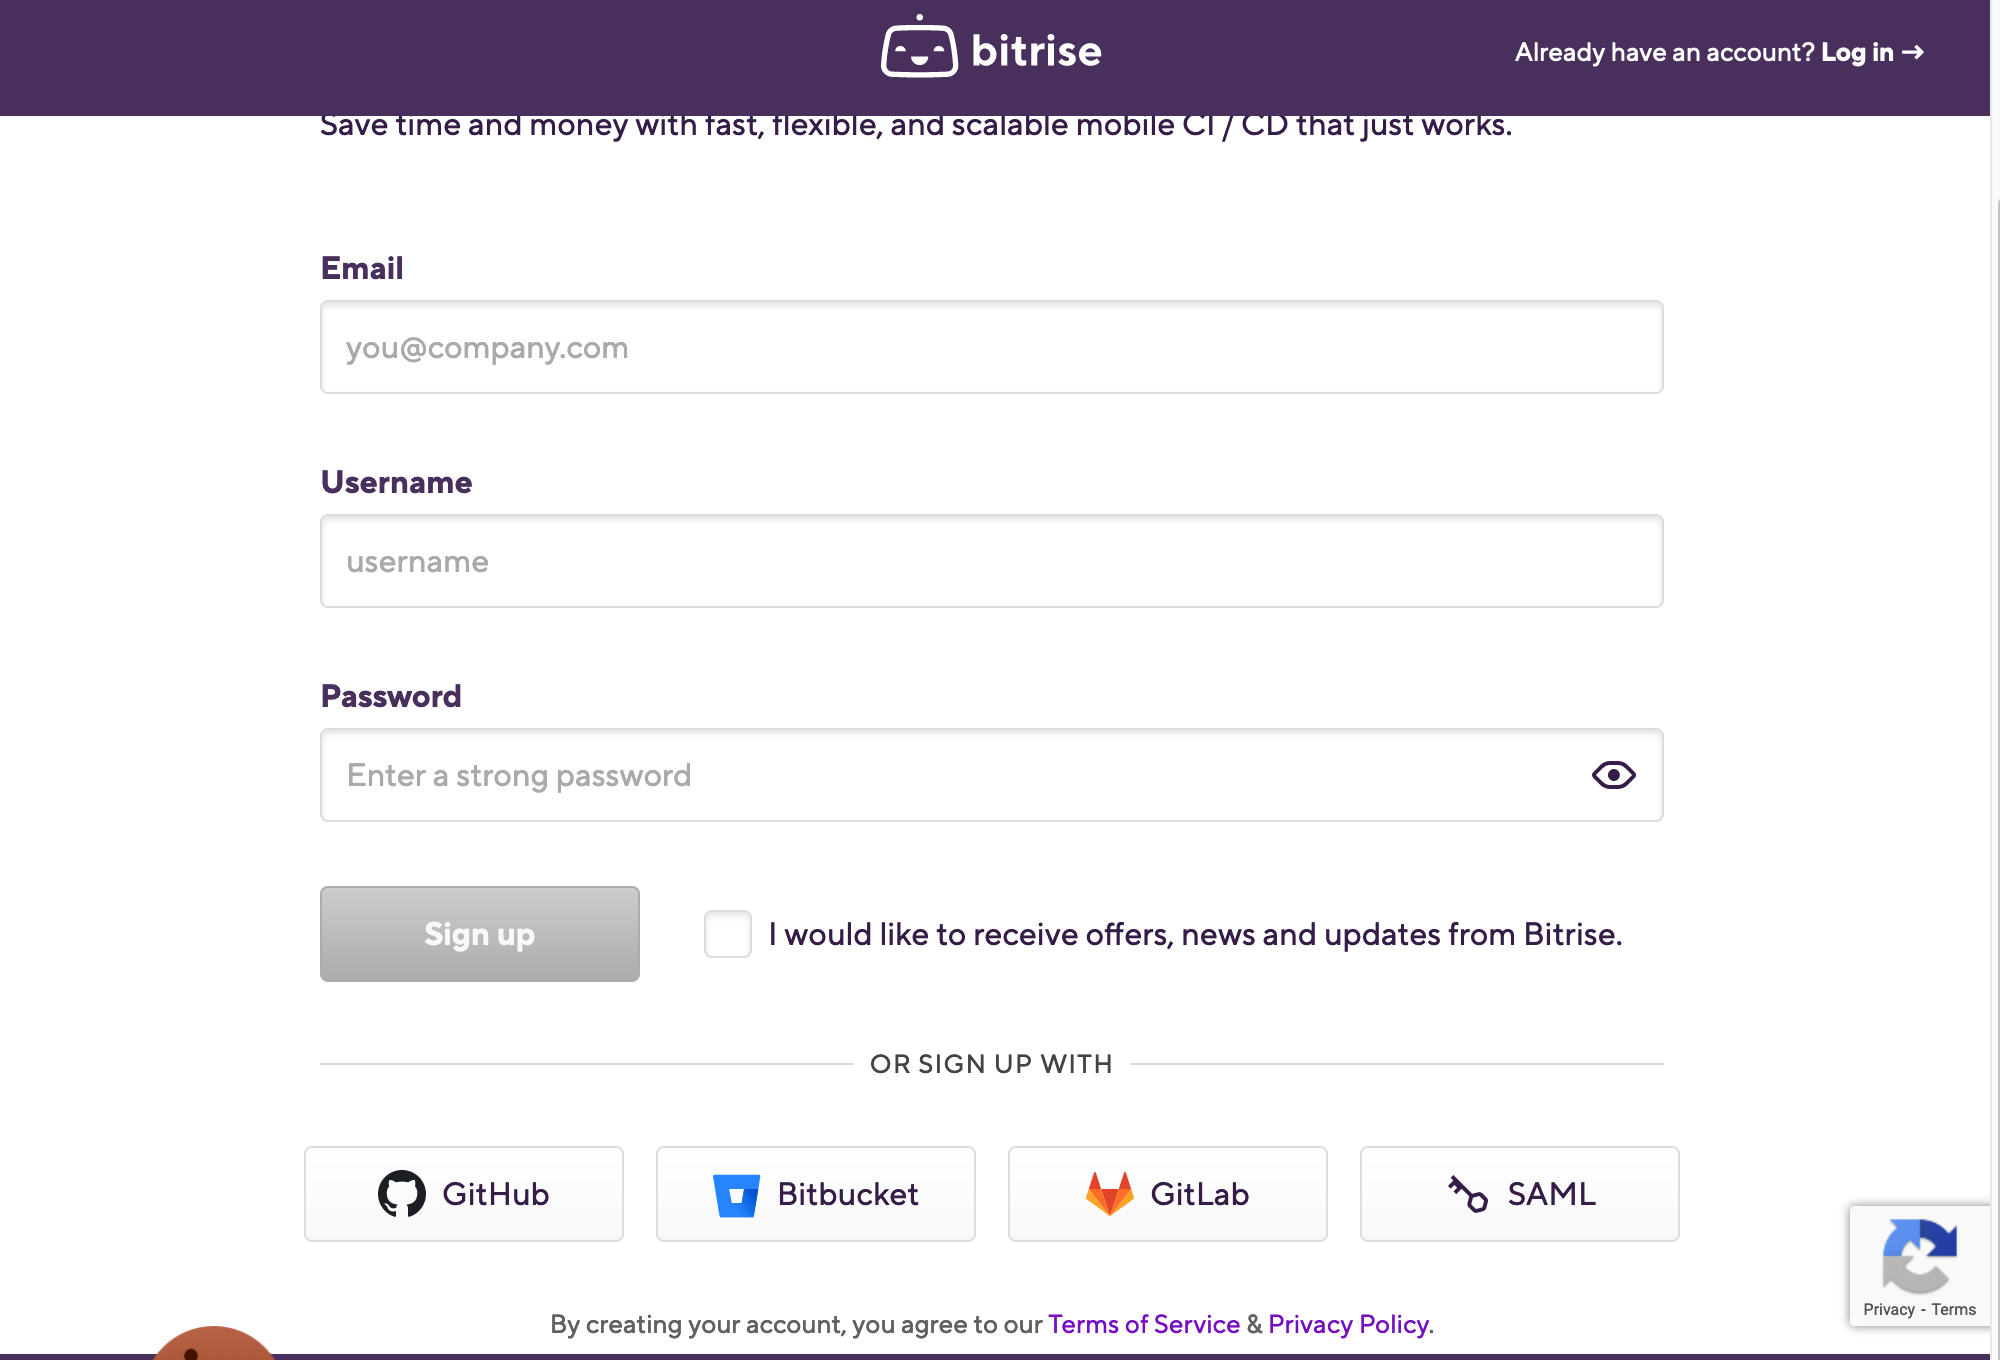 bitrise
Already have an account? Log in →
Save time and money with fast, flexible, and scalable mobile CI / CD that just works.
Email
you@company.com
Username
username
Password
Enter a strong password
Sign up
I would like to receive offers, news and updates from Bitrise.
OR SIGN UP WITH
GitHub
Bitbucket
GitLab
SAML
Privacy - Terms
By creating your account, you agree to our Terms of Service & Privacy Policy.